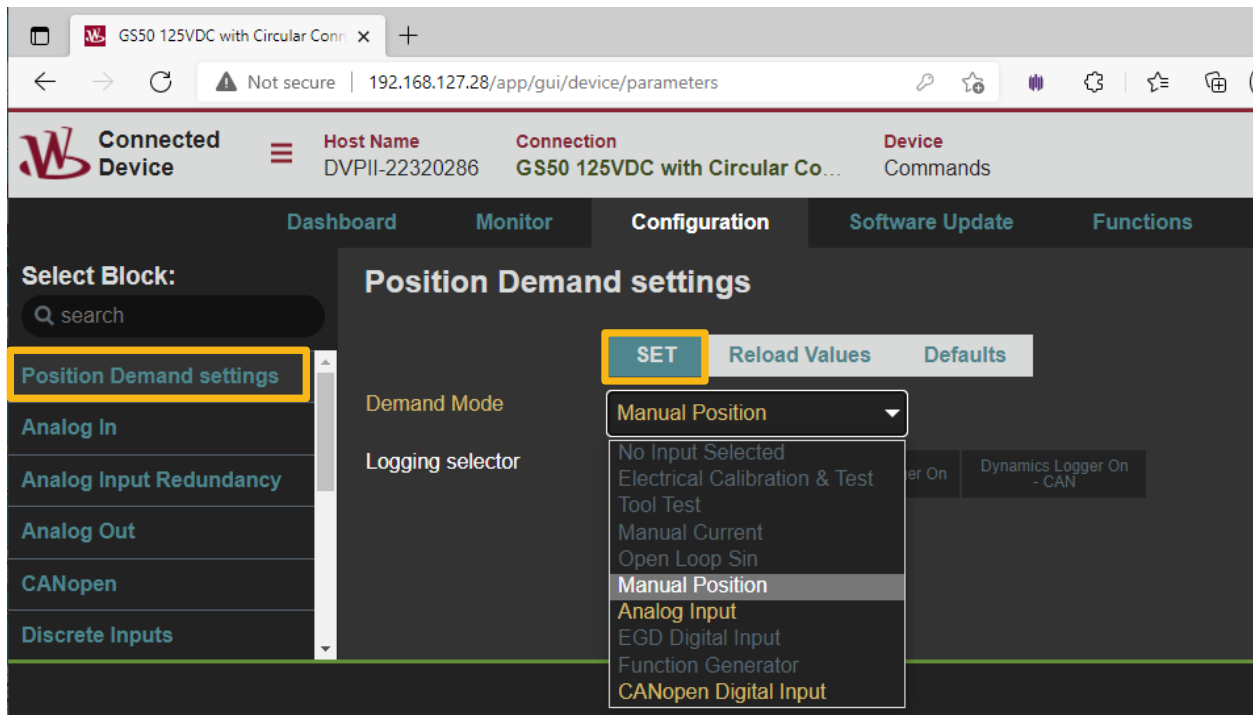 GS50 125VDC with Circular Conn
Not secure | 192.168.127.28/app/gui/device/parameters
Connected Device
Host Name
DVPII-22320286
Connection
GS50 125VDC with Circular Co...
Device
Commands
Dashboard Monitor Configuration Software Update Functions
Select Block:
search
Position Demand settings
Analog In
Analog Input Redundancy
Analog Out
CANopen
Discrete Inputs
Position Demand settings
SET Reload Values Defaults
Demand Mode
Manual Position
Logging selector
No Input Selected
Electrical Calibration & Test
Tool Test
Manual Current
Open Loop Sin
Manual Position
Analog Input
EGD Digital Input
Function Generator
CANopen Digital Input
er On
Dynamics Logger On
- CAN